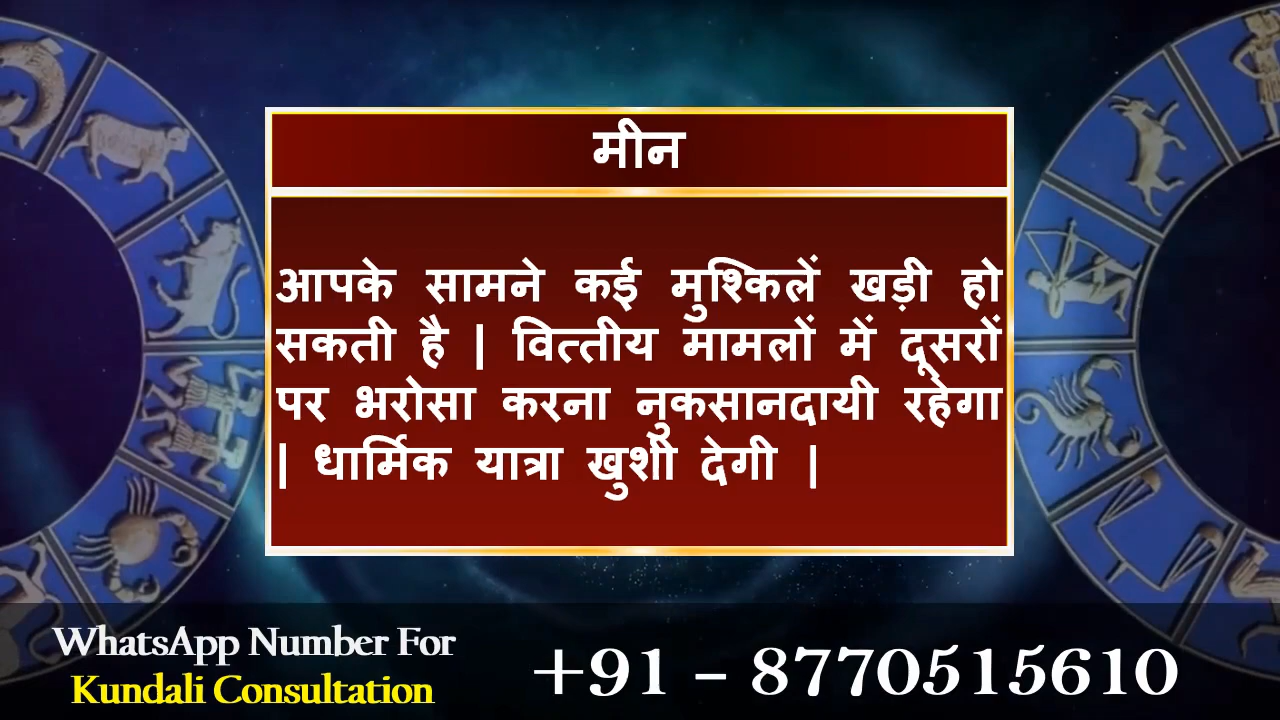 मीन
आपके सामने कई मुश्किलें खड़ी हो
सकती है | वित्तीय मामलों में दूसरों
पर भरोसा करना नुकसानदायी रहेगा
| धार्मिक यात्रा खुशी देगी |
WhatsApp Number For
Kundali Consultation
+91 – 8770515610